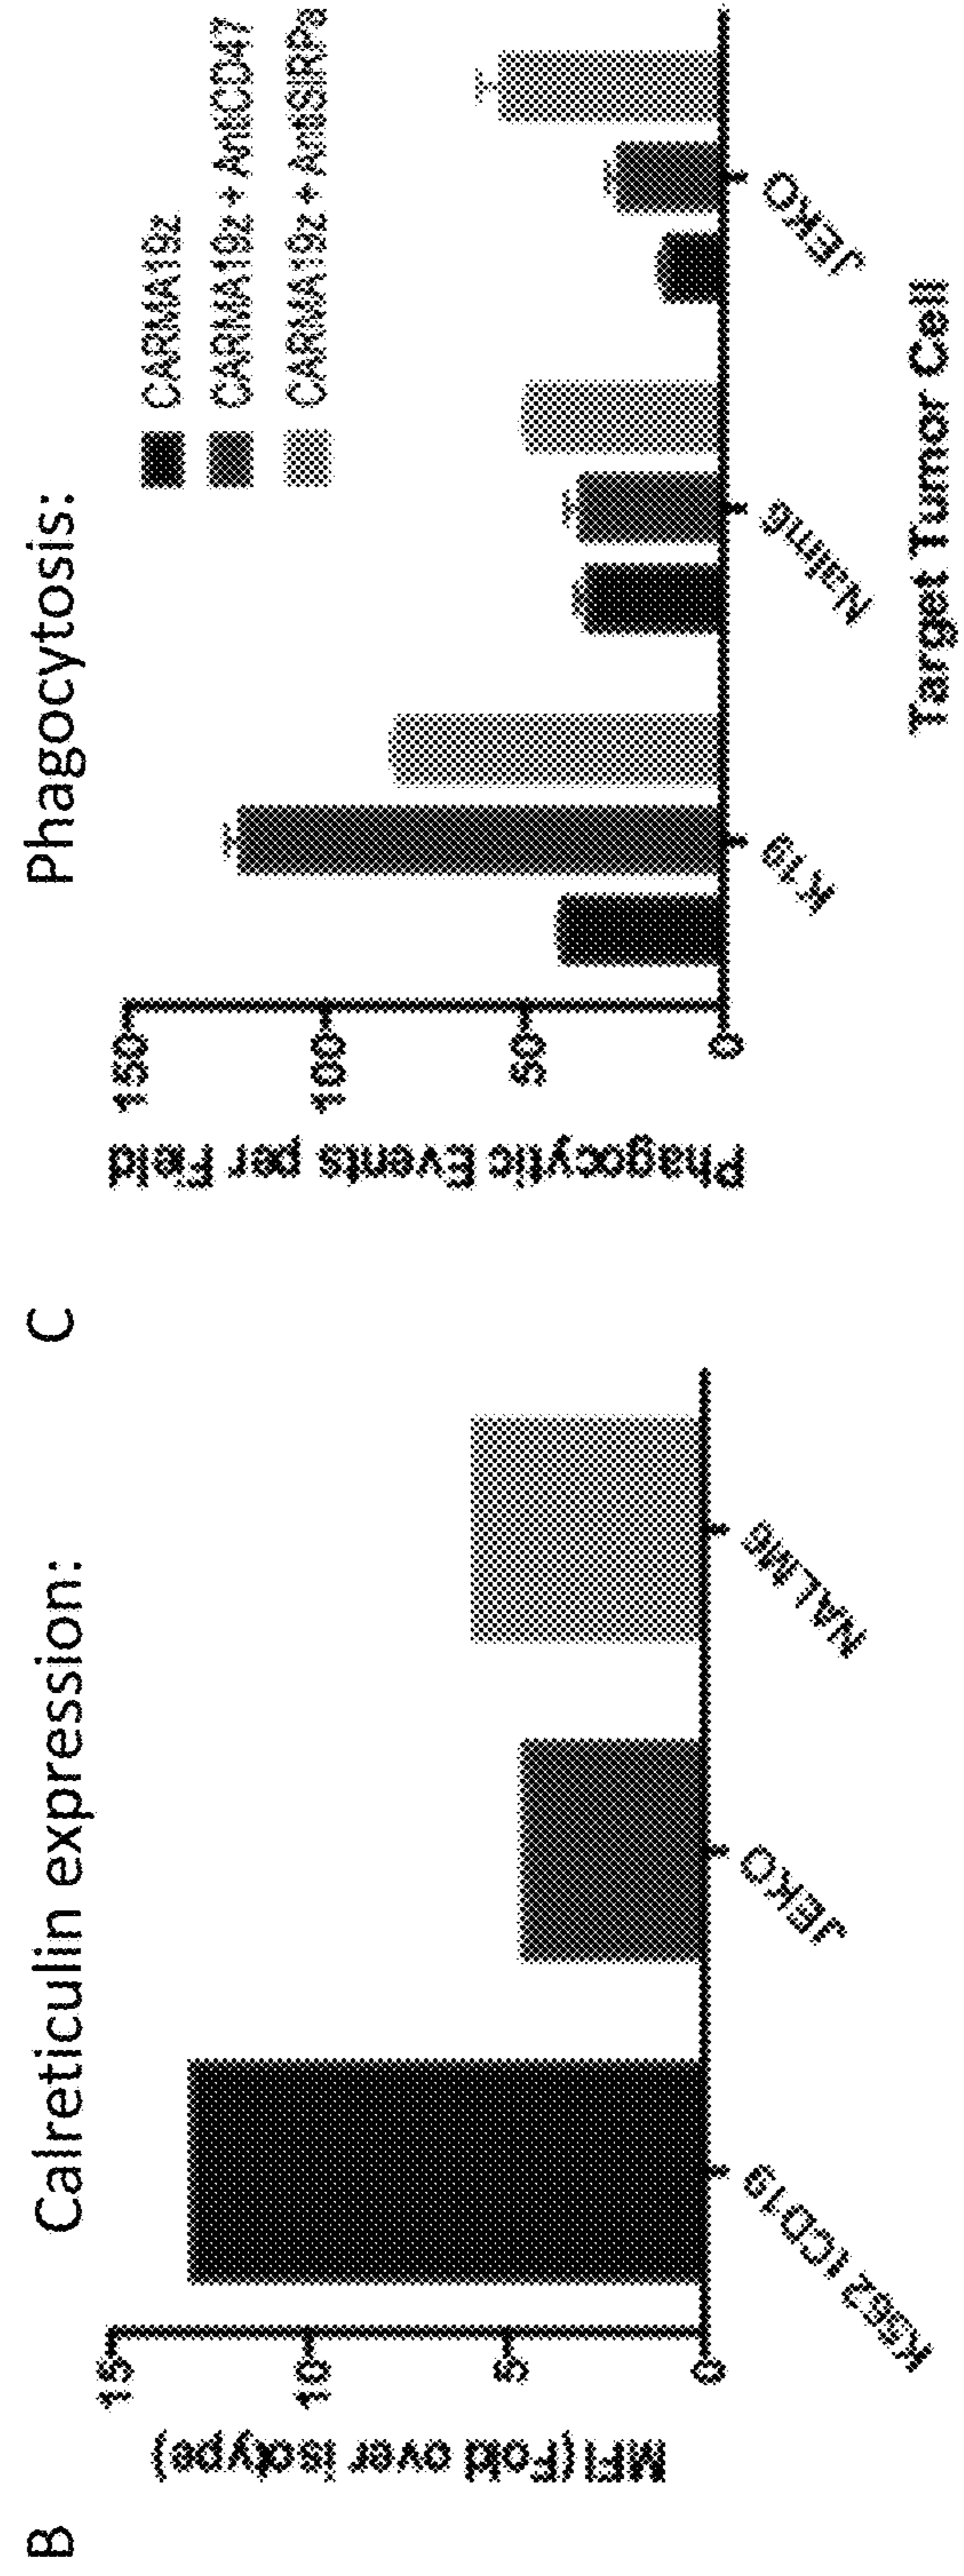 B
Calreticulin expression:
MFI (Fold over isotype)
15
10
5
0
K562 tCD19
JEKO
NALM6
C
Phagocytosis:
CARMA19z
CARMA19z + AntiCD47
CARMA19z + AntiSIRPa
Phagocytic Events per Field
150
100
50
0
K19
Nalm6
JEKO
Target Tumor Cell